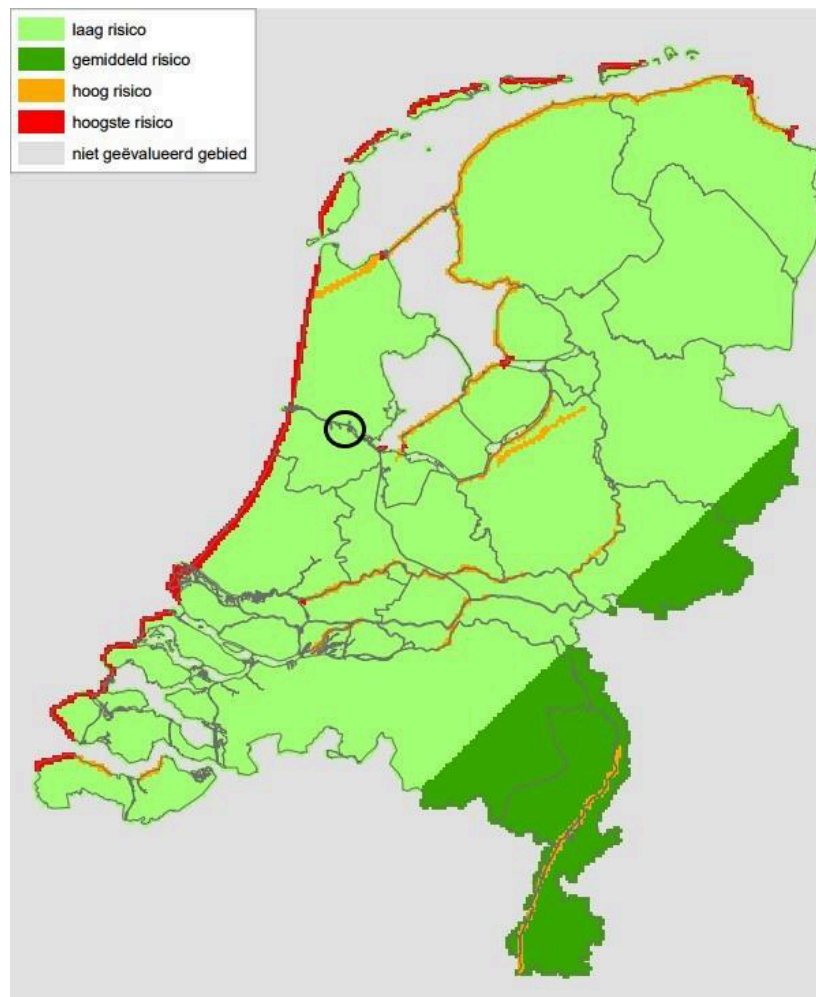 laag risico
gemiddeld risico
hoog risico
hoogste risico
niet geëvalueerd gebied